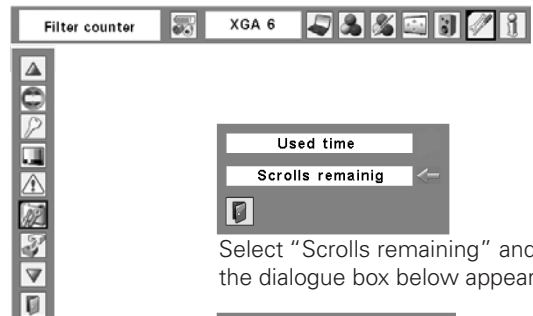 Filter counter XGA 6
Used time
Scrolls remainig
Select “Scrolls remaining” and
the dialogue box below appear